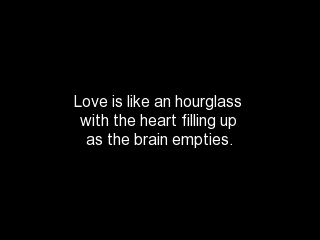 Love is like an hourglass
with the heart filling up
as the brain empties.